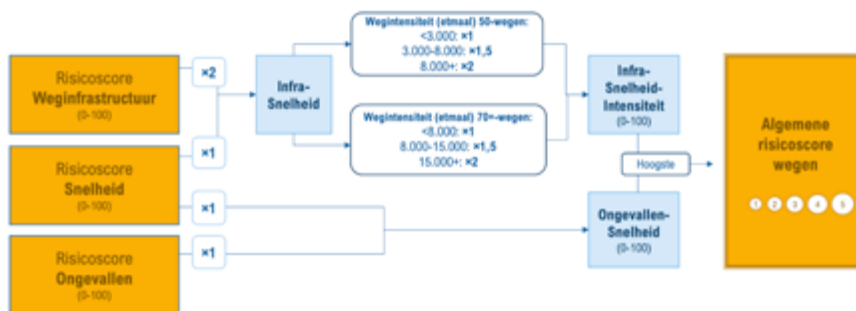 Risicoscore
Weginfrastructuur
(0-100)
×2
Risicoscore
Snelheid
(0-100)
×1
×1
Risicoscore
Ongevallen
(0-100)
×1
Infra-
Snelheid
Wegintensiteit (etmaal) 50-wegen:
<3.000: ×1
3.000-8.000: ×1,5
8.000+: ×2
Wegintensiteit (etmaal) 70+-wegen:
<8.000: ×1
8.000-15.000: ×1,5
15.000+: ×2
Infra-
Snelheid-
Intensiteit
(0-100)
Hoogste
Ongevallen-
Snelheid
(0-100)
Algemene
risicoscore
wegen
1 2 3 4 5